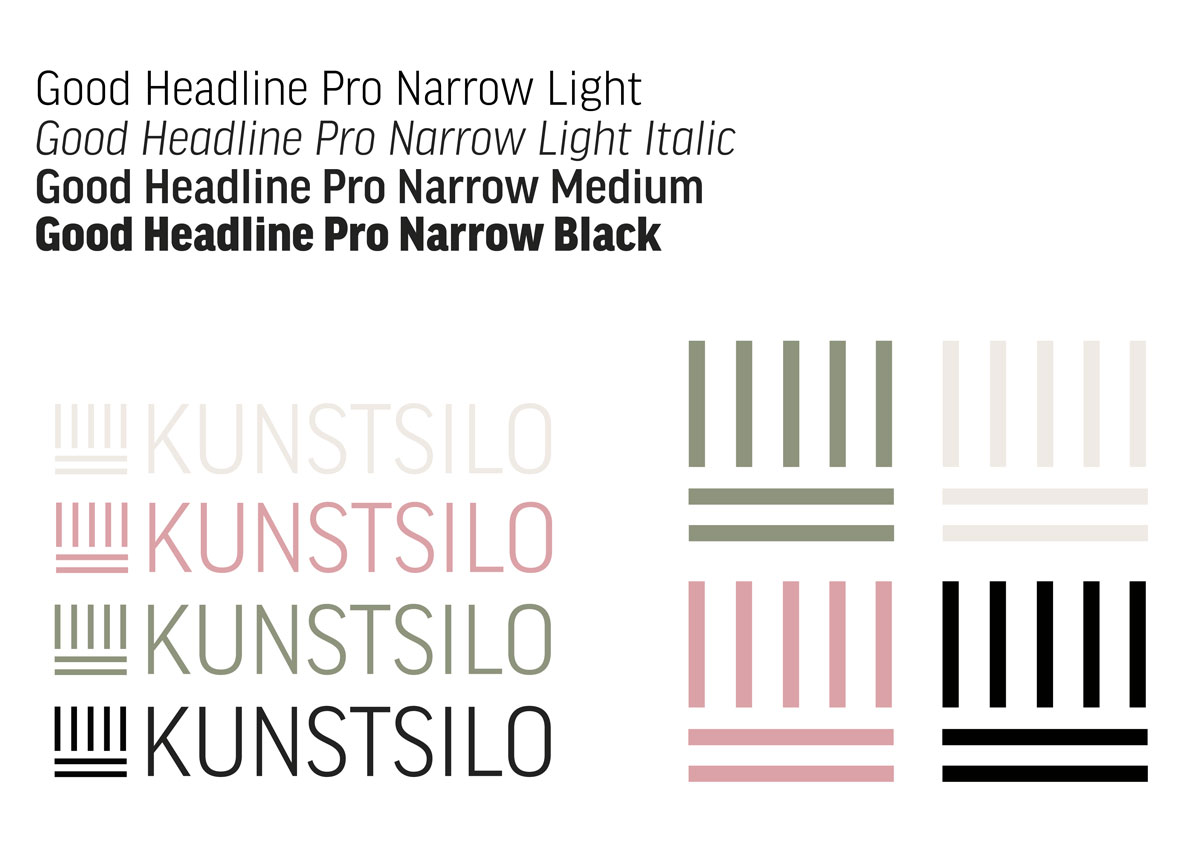 Good Headline Pro Narrow Light
Good Headline Pro Narrow Light Italic
Good Headline Pro Narrow Medium
Good Headline Pro Narrow Black
KUNSTSILO
KUNSTSILO
KUNSTSILO
KUNSTSILO